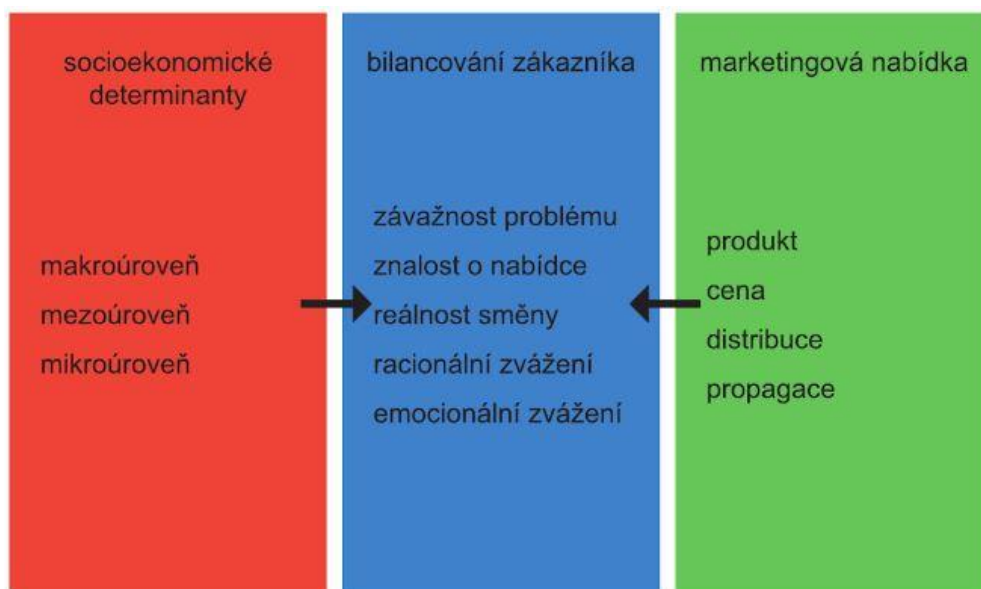 socioekonomické
determinanty
makroúroveň
mezoúroveň
mikroúroveň
bilancování zákazníka
závažnost problému
znalost o nabídce
reálnost směny
racionální zvážení
emocionální zvážení
marketingová nabídka
produkt
cena
distribuce
propagace